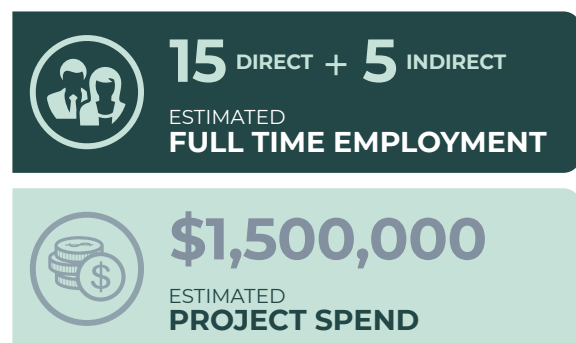 15 DIRECT + 5 INDIRECT
ESTIMATED
FULL TIME EMPLOYMENT
$
$1,500,000
ESTIMATED
PROJECT SPEND